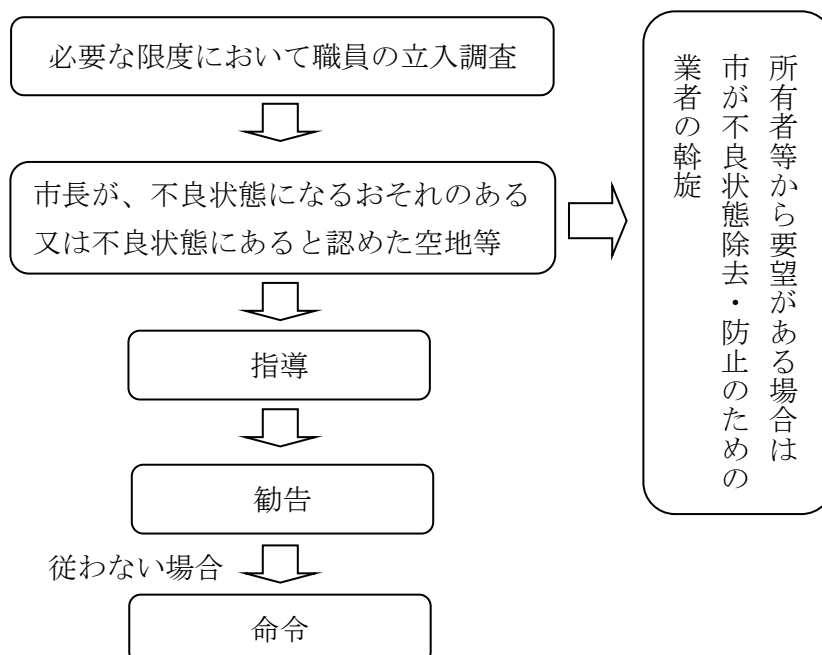 必要な限度において職員の立入調査
市長が、不良状態になるおそれのある
又は不良状態にあると認めた空地等
所有者等から要望がある場合は
市が不良状態除去・防止のための
業者の斡旋
指導
勧告
従わない場合
命令